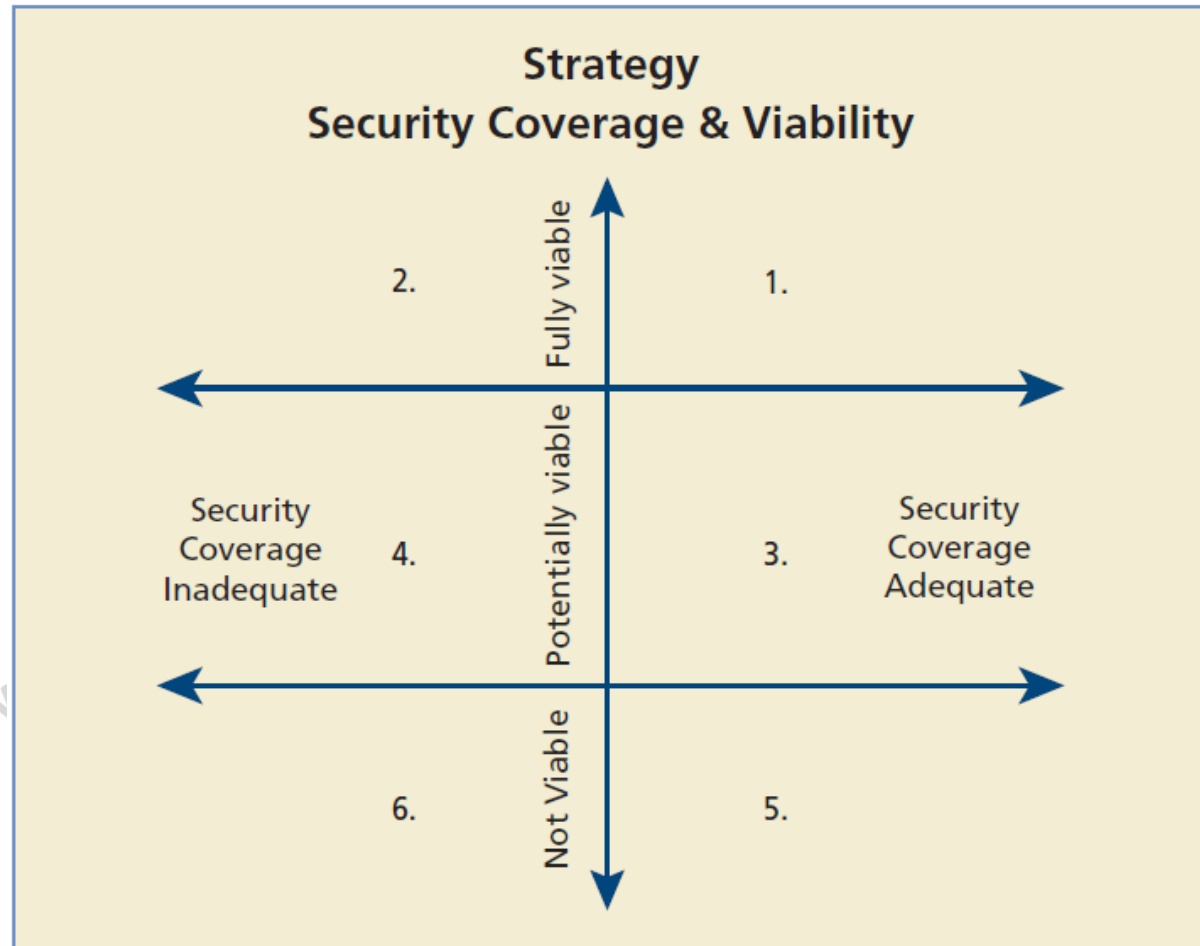 Strategy
Security Coverage & Viability
Fully viable
2.
1.
Potentially viable
Security
Coverage
Inadequate
4.
3.
Security
Coverage
Adequate
Not Viable
6.
5.